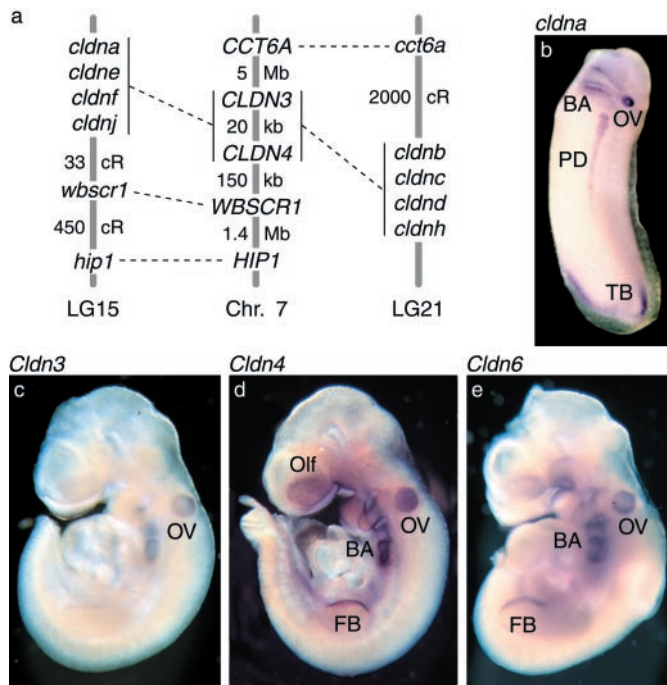 a
cldna
cldne
cldnf
cldnj
33 cR
wbscr1
450 cR
hip1
LG15
CCT6A
5 Mb
CLDN3
20 kb
CLDN4
150 kb
WBSCR1
1.4 Mb
HIP1
Chr. 7
cct6a
2000 cR
cldnb
cldnc
cldnd
cldnh
LG21
cldna
b
BA
OV
PD
TB
Cldn3
c
OV
Cldn4
d
Olf
OV
BA
FB
Cldn6
e
BA
OV
FB